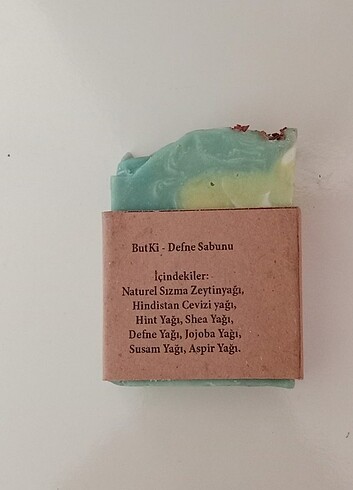 ButKi - Defne Sabunu
İçindekiler:
Naturel Sızma Zeytinyağı,
Hindistan Cevizi yağı,
Hint Yağı, Shea Yağı,
Defne Yağı, Jojoba Yağı,
Susam Yağı, Aspir Yağı.